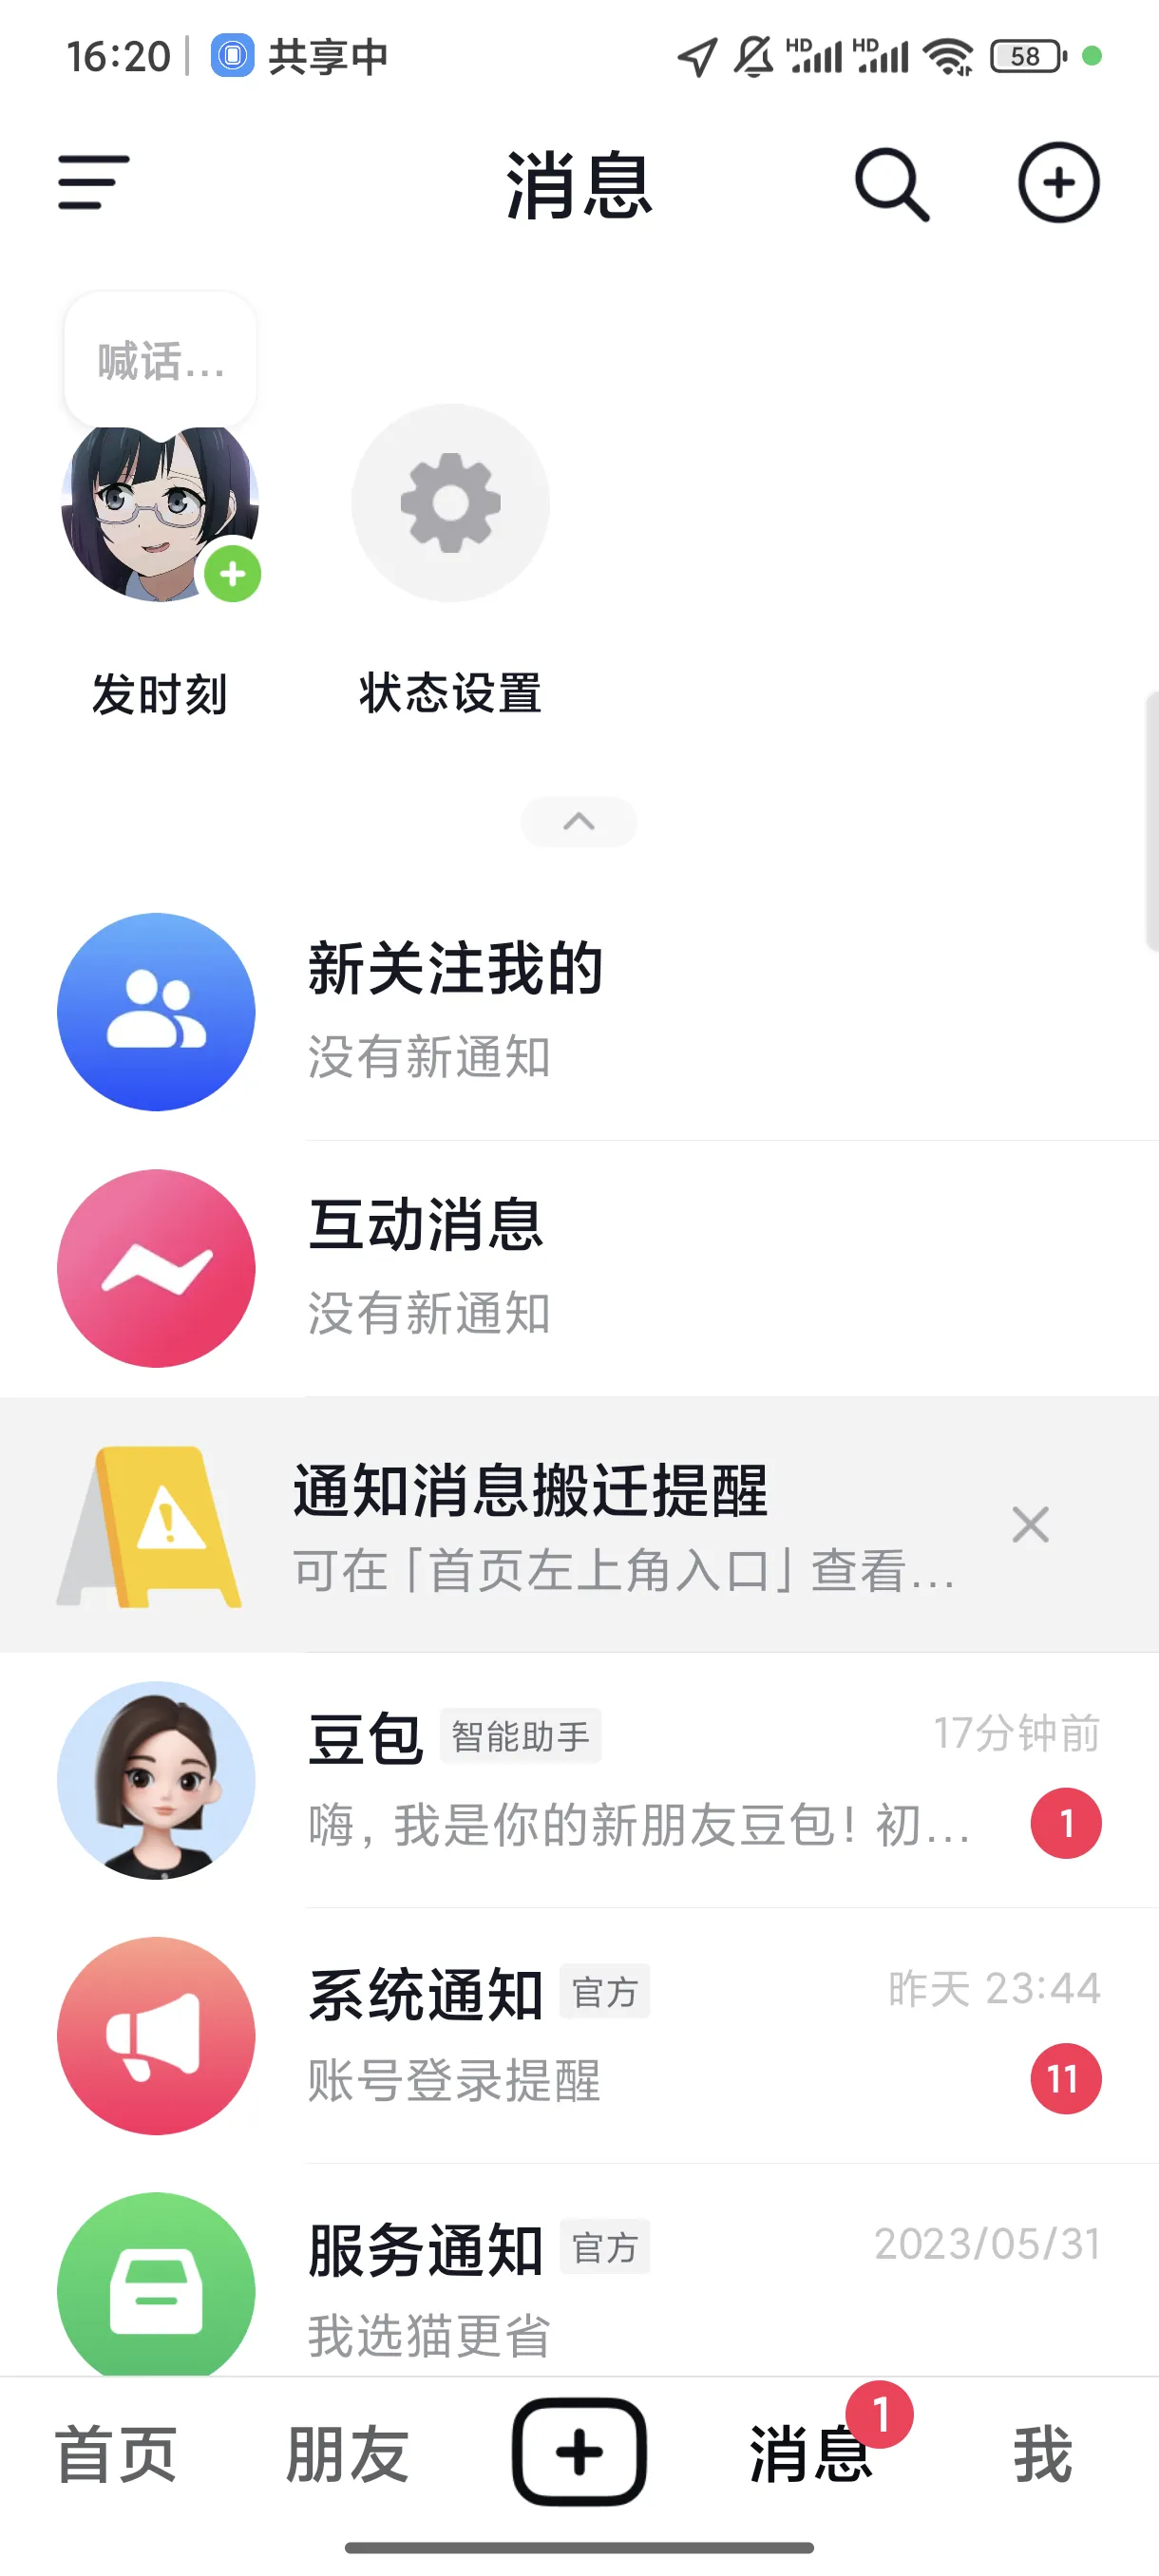 16:20 共享中 HD HD 58
消息
喊话...
发时刻 状态设置
新关注我的
没有新通知
互动消息
没有新通知
通知消息搬迁提醒
可在「首页左上角入口」查看...
豆包 智能助手 17分钟前
嗨，我是你的新朋友豆包！初... 1
系统通知 官方 昨天 23:44
账号登录提醒 11
服务通知 官方 2023/05/31
我选猫更省
首页 朋友 消息 1 我